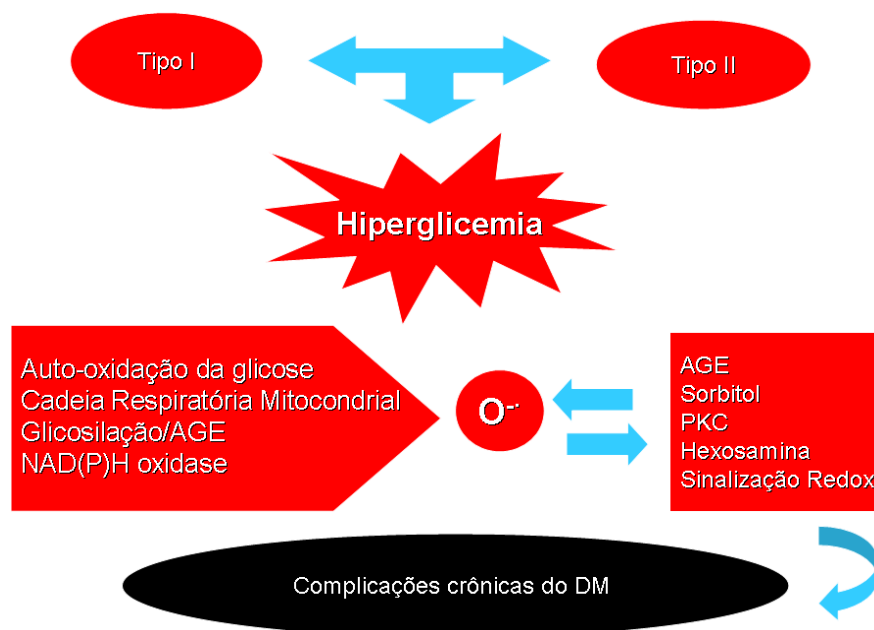 Tipo I
Tipo II
Hiperglicemia
Auto-oxidação da glicose
Cadeia Respiratória Mitocondrial
Glicosilação/AGE
NAD(P)H oxidase
O⁻·
AGE
Sorbitol
PKC
Hexosamina
Sinalização Redox
Complicações crônicas do DM